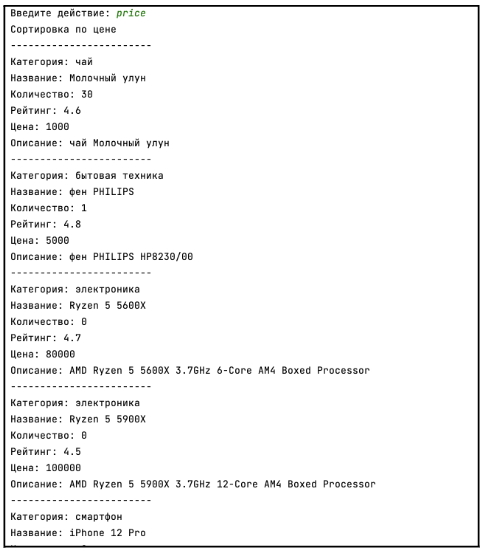 Введите действие: price
Сортировка по цене
------------------------
Категория: чай
Название: Молочный улун
Количество: 30
Рейтинг: 4.6
Цена: 1000
Описание: чай Молочный улун
------------------------
Категория: бытовая техника
Название: фен PHILIPS
Количество: 1
Рейтинг: 4.8
Цена: 5000
Описание: фен PHILIPS HP8230/00
------------------------
Категория: электроника
Название: Ryzen 5 5600X
Количество: 0
Рейтинг: 4.7
Цена: 80000
Описание: AMD Ryzen 5 5600X 3.7GHz 6-Core AM4 Boxed Processor
------------------------
Категория: электроника
Название: Ryzen 5 5900X
Количество: 0
Рейтинг: 4.5
Цена: 100000
Описание: AMD Ryzen 5 5900X 3.7GHz 12-Core AM4 Boxed Processor
------------------------
Категория: смартфон
Название: iPhone 12 Pro